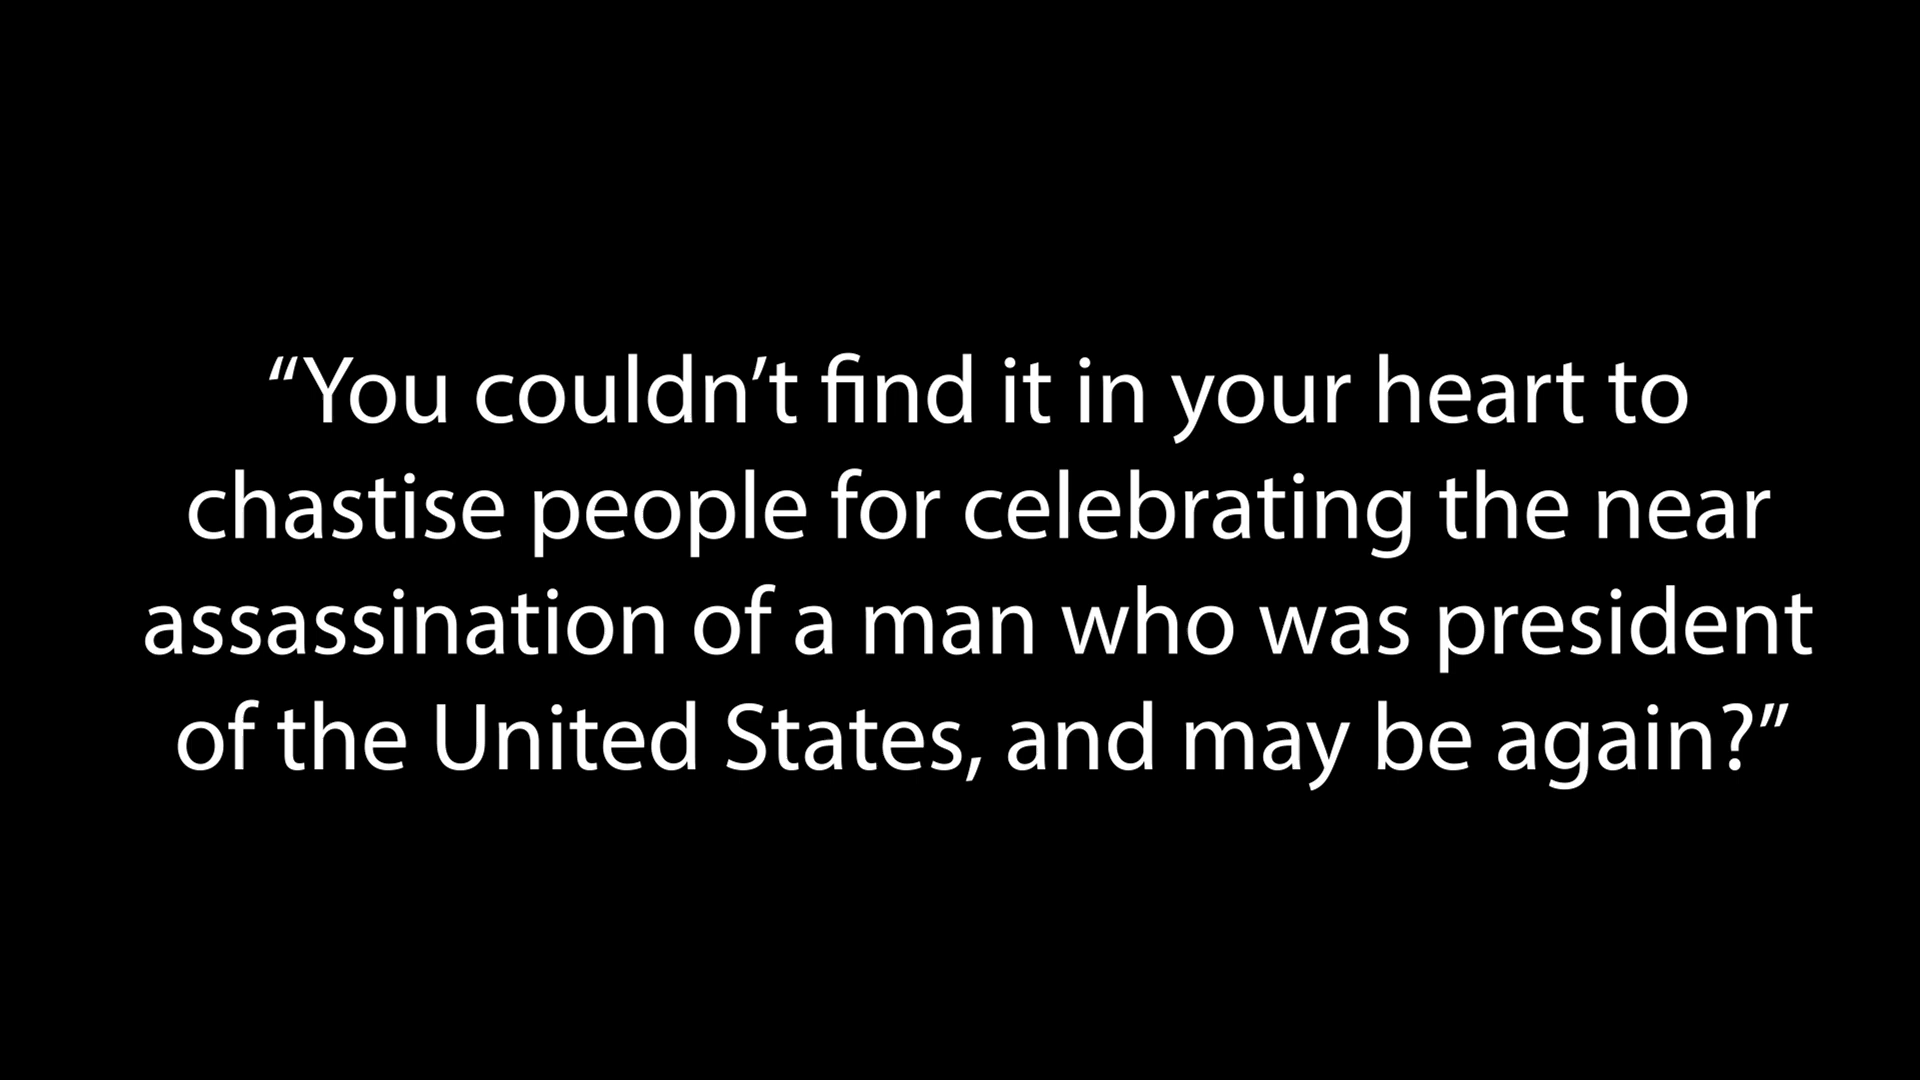 “You couldn’t find it in your heart to
chastise people for celebrating the near
assassination of a man who was president
of the United States, and may be again?”